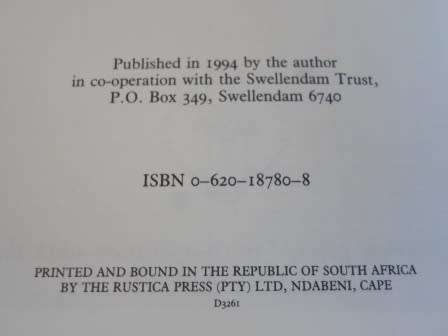 Published in 1994 by the author
in co-operation with the Swellendam Trust,
P.O. Box 349, Swellendam 6740
ISBN 0–620–18780–8
PRINTED AND BOUND IN THE REPUBLIC OF SOUTH AFRICA
BY THE RUSTICA PRESS (PTY) LTD, NDABENI, CAPE
D3261